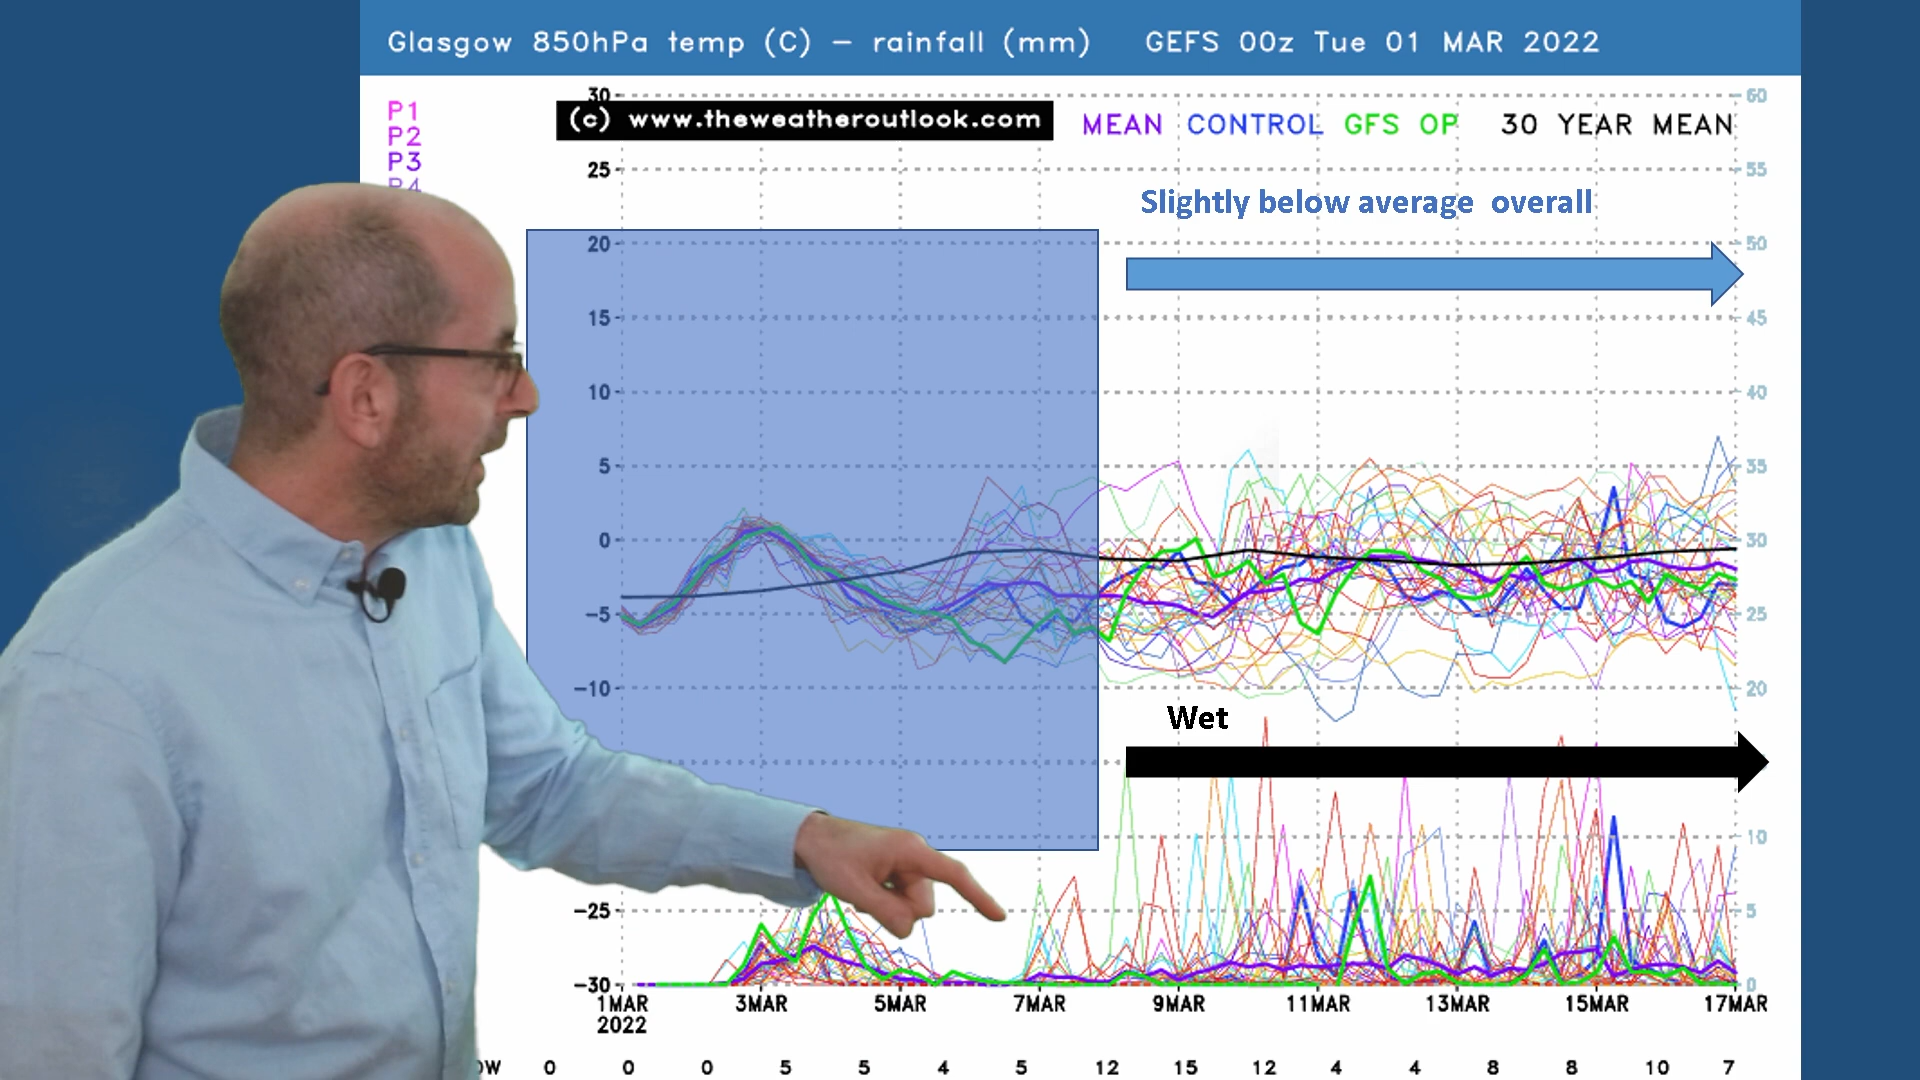 Glasgow 850hPa temp (C) – rainfall (mm) GEFS 00z Tue 01 MAR 2022
P1
P2
P3
P4
(c) www.theweatheroutlook.com
MEAN CONTROL GFS OP 30 YEAR MEAN
Slightly below average overall
Wet
30
25
20
15
10
5
0
-5
-10
-25
-30
60
55
50
45
40
35
30
25
20
10
5
0
1MAR 3MAR 5MAR 7MAR 9MAR 11MAR 13MAR 15MAR 17MAR
2022
OW 0 0 0 5 5 4 5 12 15 12 4 4 8 8 10 7